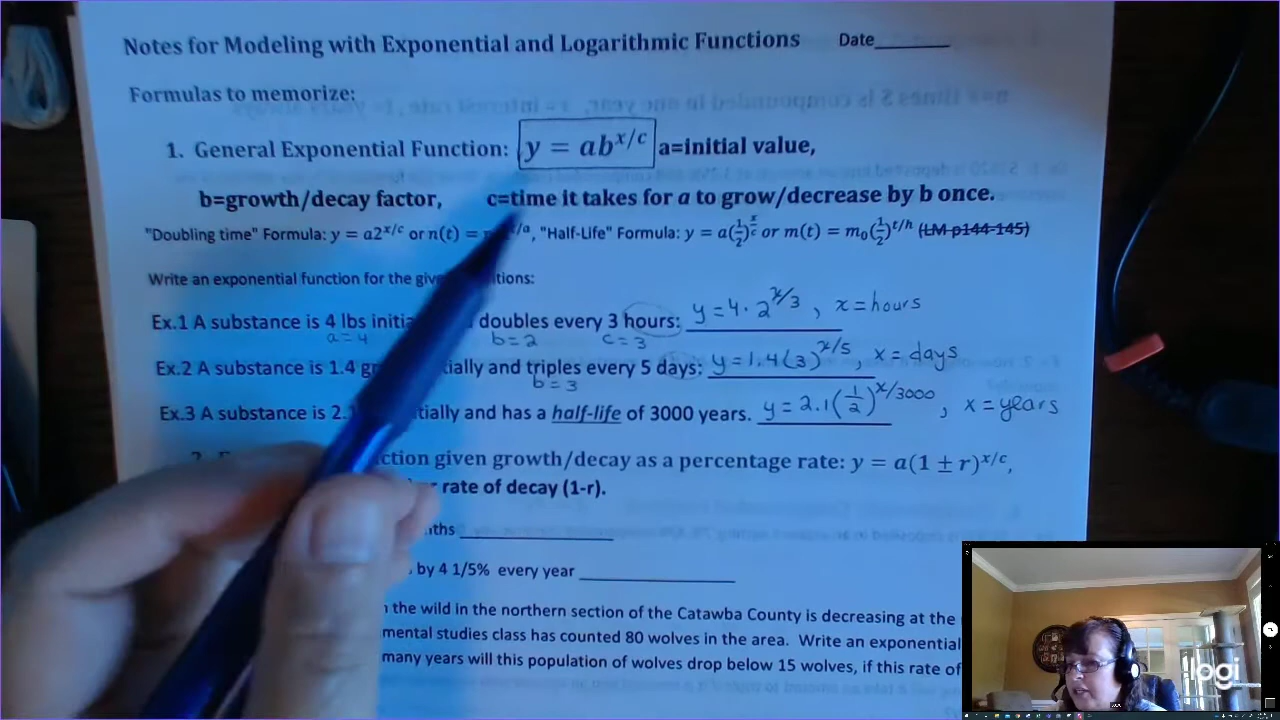 Notes for Modeling with Exponential and Logarithmic Functions Date_______
Formulas to memorize:
1. General Exponential Function: y = ab^{x/c} a=initial value,
b=growth/decay factor, c=time it takes for a to grow/decrease by b once.
"Doubling time" Formula: y = a2^{x/c} or n(t) = /a, "Half-Life" Formula: y = a(1/2)^{x/c} or m(t) = m₀(1/2)^{t/h} (LM p144-145)
Write an exponential function for the given :
Ex.1 A substance is 4 lbs doubles every 3 hours: y = 4 · 2^{x/3}, x = hours
a = 4 b = 2 c = 3
Ex.2 A substance is 1.4 and triples every 5 days: y = 1.4(3)^{x/5}, x = days
b = 3
Ex.3 A substance is 2. and has a half-life of 3000 years. y = 2.1(1/2)^{x/3000}, x = years
given growth/decay as a percentage rate: y = a(1 ± r)^{x/c},
rate of decay (1-r).
by 4 1/5% every year
the wild in the northern section of the Catawba County is decreasing at the
studies class has counted 80 wolves in the area. Write an exponential
many years will this population of wolves drop below 15 wolves, if this rate of
logi